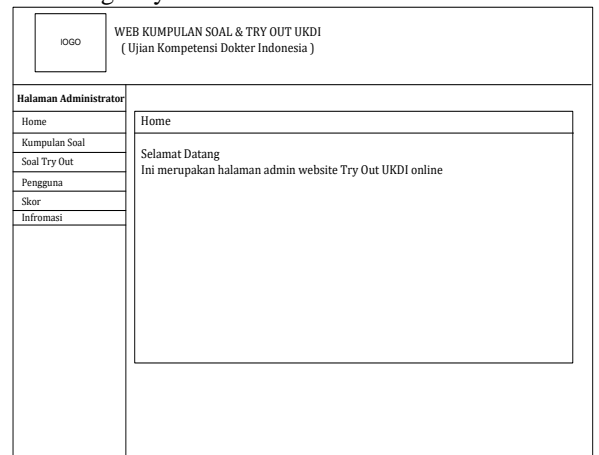 IOGO
WEB KUMPULAN SOAL & TRY OUT UKDI
( Ujian Kompetensi Dokter Indonesia )
Halaman Administrator
Home
Kumpulan Soal
Soal Try Out
Pengguna
Skor
Infromasi
Home
Selamat Datang
Ini merupakan halaman admin website Try Out UKDI online